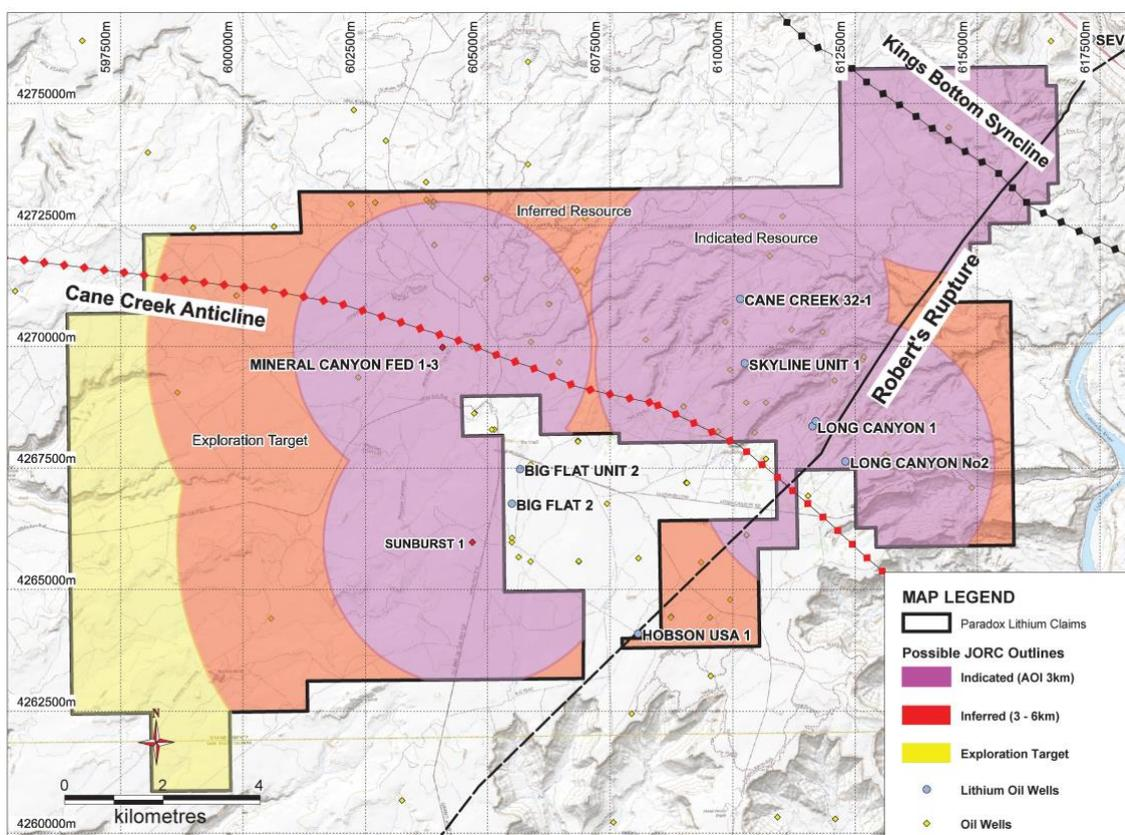 597500m
600000m
602500m
605000m
607500m
610000m
612500m
615000m
617500m
SEV
4275000m
4272500m
4270000m
4267500m
4265000m
4262500m
4260000m
Kings Bottom Syncline
Inferred Resource
Indicated Resource
Cane Creek Anticline
CANE CREEK 32-1
Robert's Rupture
MINERAL CANYON FED 1-3
SKYLINE UNIT 1
LONG CANYON 1
Exploration Target
LONG CANYON No2
BIG FLAT UNIT 2
BIG FLAT 2
SUNBURST 1
HOBSON USA 1
N
0 2 4
kilometres
MAP LEGEND
Paradox Lithium Claims
Possible JORC Outlines
Indicated (AOI 3km)
Inferred (3 - 6km)
Exploration Target
Lithium Oil Wells
Oil Wells